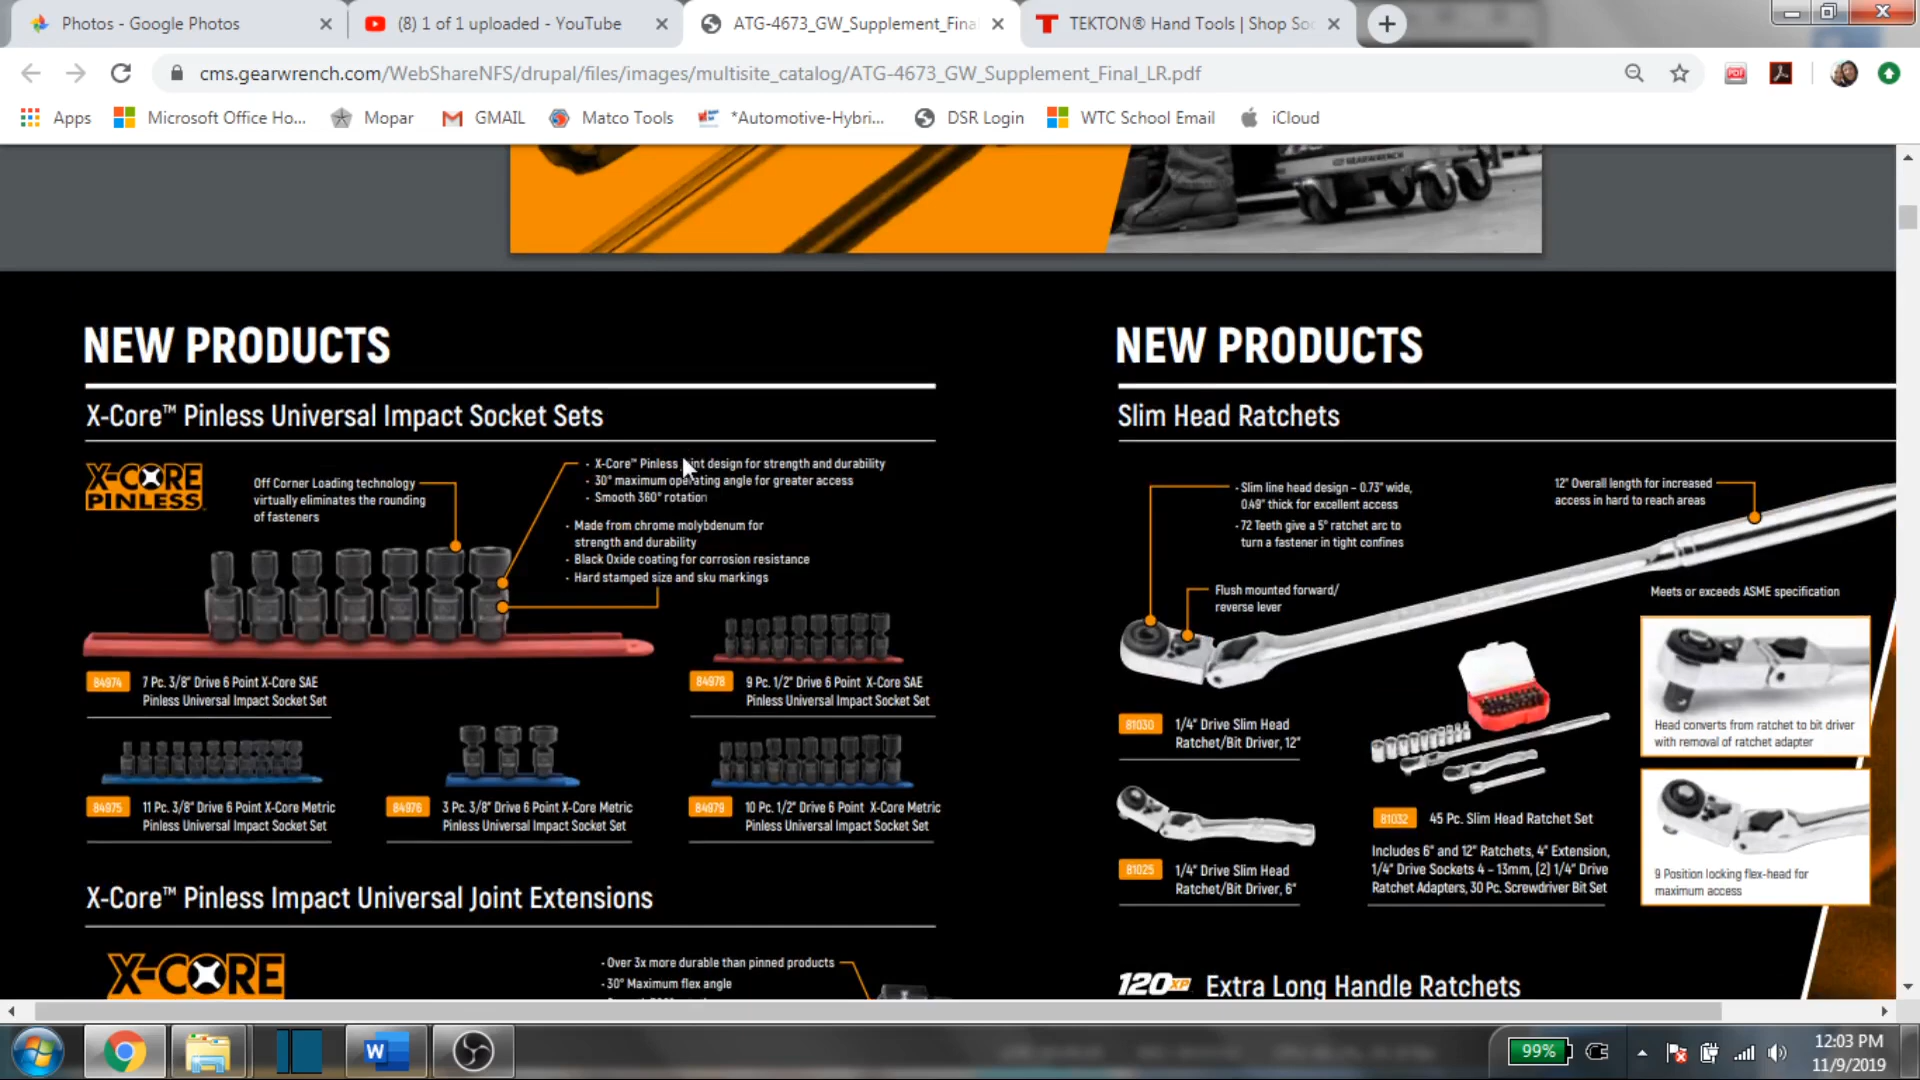 Photos - Google Photos
(8) 1 of 1 uploaded - YouTube
ATG-4673_GW_Supplement_Fina
TEKTON® Hand Tools | Shop Soc
cms.gearwrench.com/WebShareNFS/drupal/files/images/multisite_catalog/ATG-4673_GW_Supplement_Final_LR.pdf
Apps
Microsoft Office Ho...
Mopar
GMAIL
Matco Tools
*Automotive-Hybri...
DSR Login
WTC School Email
iCloud
GEARWRENCH
NEW PRODUCTS
X-Core™ Pinless Universal Impact Socket Sets
X-CORE
PINLESS
Off Corner Loading technology
virtually eliminates the rounding
of fasteners
- X-Core™ Pinless joint design for strength and durability
- 30° maximum operating angle for greater access
- Smooth 360° rotation
- Made from chrome molybdenum for
strength and durability
- Black Oxide coating for corrosion resistance
- Hard stamped size and sku markings
84974 7 Pc. 3/8" Drive 6 Point X-Core SAE
Pinless Universal Impact Socket Set
84978 9 Pc. 1/2" Drive 6 Point X-Core SAE
Pinless Universal Impact Socket Set
84975 11 Pc. 3/8" Drive 6 Point X-Core Metric
Pinless Universal Impact Socket Set
84976 3 Pc. 3/8" Drive 6 Point X-Core Metric
Pinless Universal Impact Socket Set
84979 10 Pc. 1/2" Drive 6 Point X-Core Metric
Pinless Universal Impact Socket Set
X-Core™ Pinless Impact Universal Joint Extensions
X-CORE
- Over 3x more durable than pinned products
- 30° Maximum flex angle
NEW PRODUCTS
Slim Head Ratchets
- Slim line head design – 0.73" wide,
0.49" thick for excellent access
- 72 Teeth give a 5° ratchet arc to
turn a fastener in tight confines
12" Overall length for increased
access in hard to reach areas
Flush mounted forward/
reverse lever
Meets or exceeds ASME specification
81030 1/4" Drive Slim Head
Ratchet/Bit Driver, 12"
Head converts from ratchet to bit driver
with removal of ratchet adapter
81025 1/4" Drive Slim Head
Ratchet/Bit Driver, 6"
81032 45 Pc. Slim Head Ratchet Set
Includes 6" and 12" Ratchets, 4" Extension,
1/4" Drive Sockets 4 – 13mm, (2) 1/4" Drive
Ratchet Adapters, 30 Pc. Screwdriver Bit Set
9 Position locking flex-head for
maximum access
120XP Extra Long Handle Ratchets
99%
12:03 PM
11/9/2019